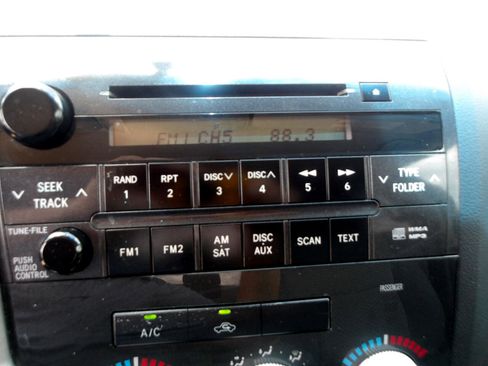 FM1 CH5 88.3
SEEK TRACK
RAND 1
RPT 2
DISC 3
DISC 4
5
6
TYPE FOLDER
TUNE·FILE
PUSH AUDIO CONTROL
FM1
FM2
AM SAT
DISC AUX
SCAN
TEXT
WMA MP3
PASSENGER
A/C